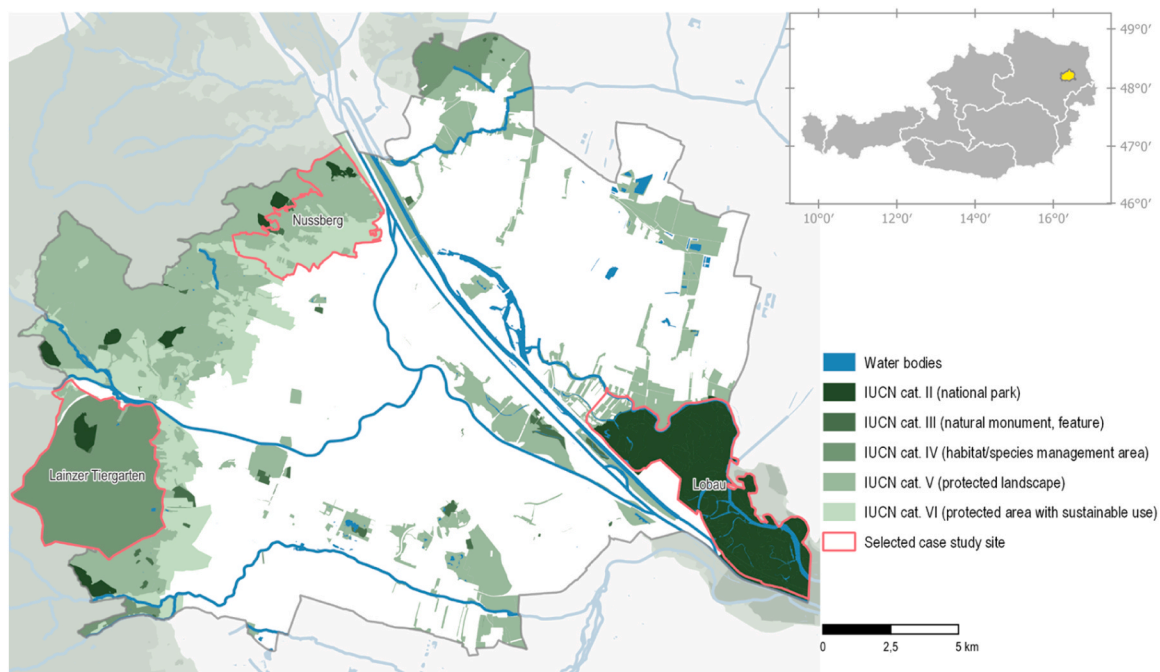 49°0'
48°0'
47°0'
46°0'
10°0'
12°0'
14°0'
16°0'
Nussberg
Lainzer Tiergarten
Lobau
Water bodies
IUCN cat. II (national park)
IUCN cat. III (natural monument, feature)
IUCN cat. IV (habitat/species management area)
IUCN cat. V (protected landscape)
IUCN cat. VI (protected area with sustainable use)
Selected case study site
0
2,5
5 km